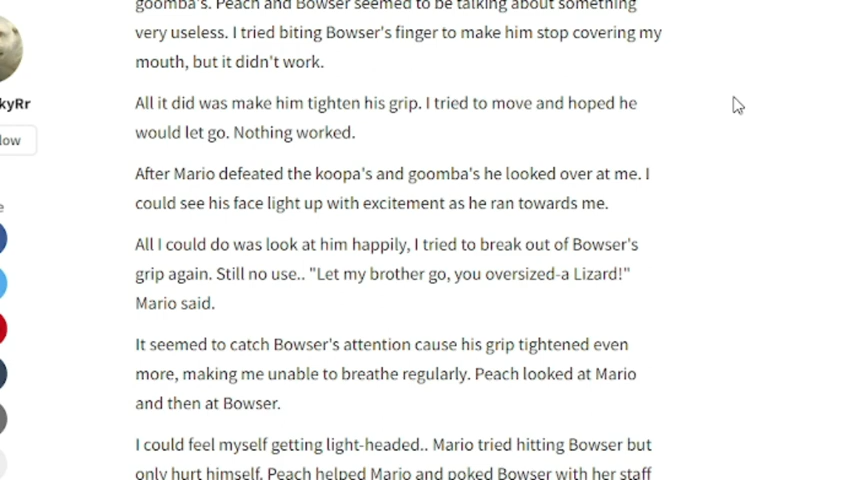 goomba's. Peach and Bowser seemed to be talking about something
very useless. I tried biting Bowser's finger to make him stop covering my
mouth, but it didn't work.
kyRr
All it did was make him tighten his grip. I tried to move and hoped he
would let go. Nothing worked.
low
After Mario defeated the koopa's and goomba's he looked over at me. I
could see his face light up with excitement as he ran towards me.
e
All I could do was look at him happily, I tried to break out of Bowser's
grip again. Still no use.. "Let my brother go, you oversized-a Lizard!"
Mario said.
It seemed to catch Bowser's attention cause his grip tightened even
more, making me unable to breathe regularly. Peach looked at Mario
and then at Bowser.
I could feel myself getting light-headed.. Mario tried hitting Bowser but
only hurt himself. Peach helped Mario and poked Bowser with her staff